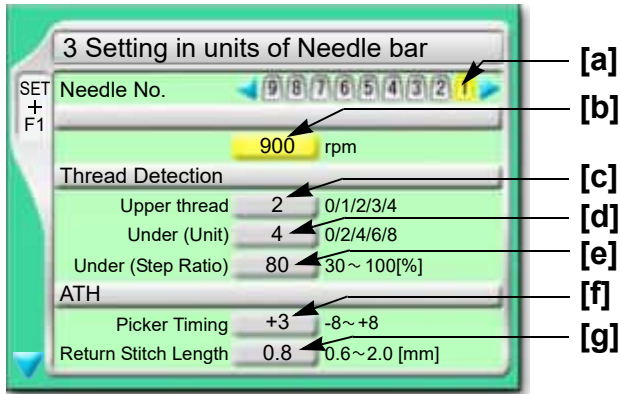 3 Setting in units of Needle bar
SET + F1
Needle No. 9 8 7 6 5 4 3 2 1
900 rpm
Thread Detection
Upper thread 2 0/1/2/3/4
Under (Unit) 4 0/2/4/6/8
Under (Step Ratio) 80 30~100[%]
ATH
Picker Timing +3 -8~+8
Return Stitch Length 0.8 0.6~2.0 [mm]
[a]
[b]
[c]
[d]
[e]
[f]
[g]